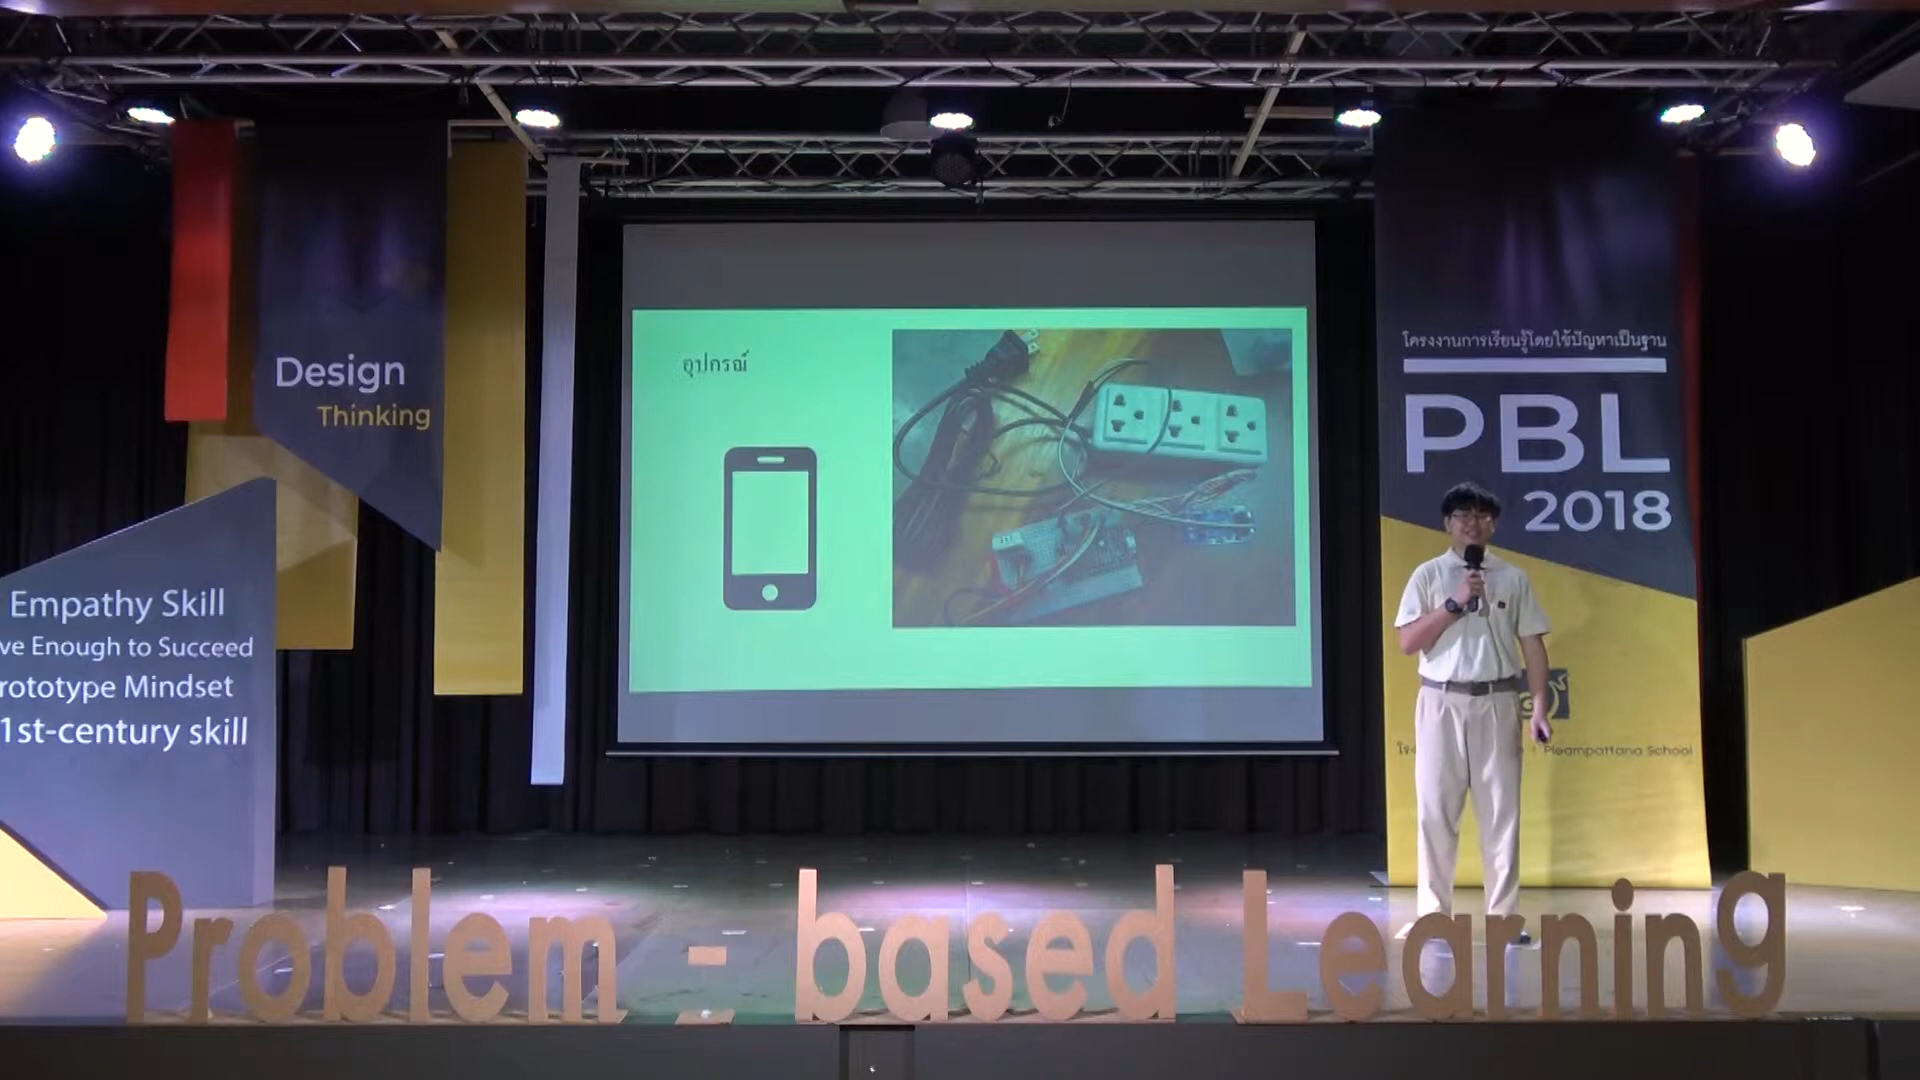 Design
Thinking
Empathy Skill
ve Enough to Succeed
rototype Mindset
1st-century skill
อุปกรณ์
โครงงานการเรียนรู้โดยใช้ปัญหาเป็นฐาน
PBL
2018
Pleampattana School
Problem - based Learning